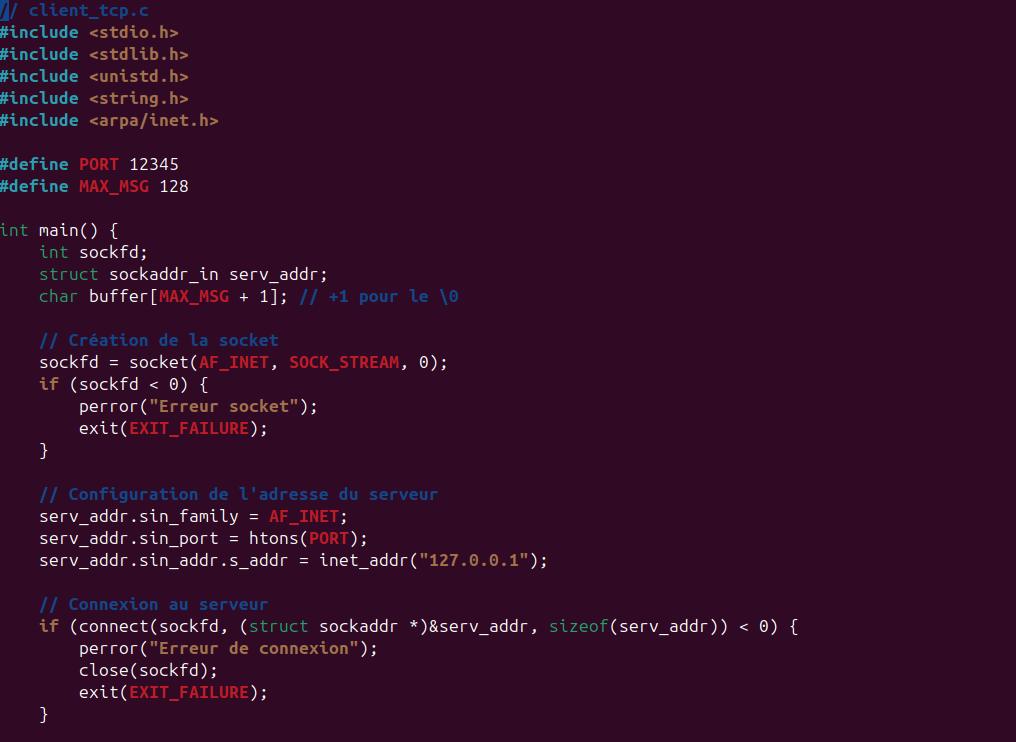 // client_tcp.c
#include <stdio.h>
#include <stdlib.h>
#include <unistd.h>
#include <string.h>
#include <arpa/inet.h>

#define PORT 12345
#define MAX_MSG 128

int main() {
    int sockfd;
    struct sockaddr_in serv_addr;
    char buffer[MAX_MSG + 1]; // +1 pour le \0

    // Création de la socket
    sockfd = socket(AF_INET, SOCK_STREAM, 0);
    if (sockfd < 0) {
        perror("Erreur socket");
        exit(EXIT_FAILURE);
    }

    // Configuration de l'adresse du serveur
    serv_addr.sin_family = AF_INET;
    serv_addr.sin_port = htons(PORT);
    serv_addr.sin_addr.s_addr = inet_addr("127.0.0.1");

    // Connexion au serveur
    if (connect(sockfd, (struct sockaddr *)&serv_addr, sizeof(serv_addr)) < 0) {
        perror("Erreur de connexion");
        close(sockfd);
        exit(EXIT_FAILURE);
    }